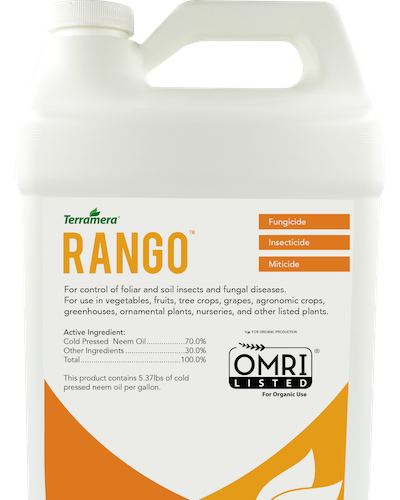 Terramera®
RANGO™
Fungicide
Insecticide
Miticide
For control of foliar and soil insects and fungal diseases.
For use in vegetables, fruits, tree crops, grapes, agronomic crops,
greenhouses, ornamental plants, nurseries, and other listed plants.
Active Ingredient:
Cold Pressed Neem Oil....................70.0%
Other Ingredients..........................30.0%
Total............................................100.0%
This product contains 5.37lbs of cold
pressed neem oil per gallon.
FOR ORGANIC PRODUCTION
OMRI®
LISTED
For Organic Use